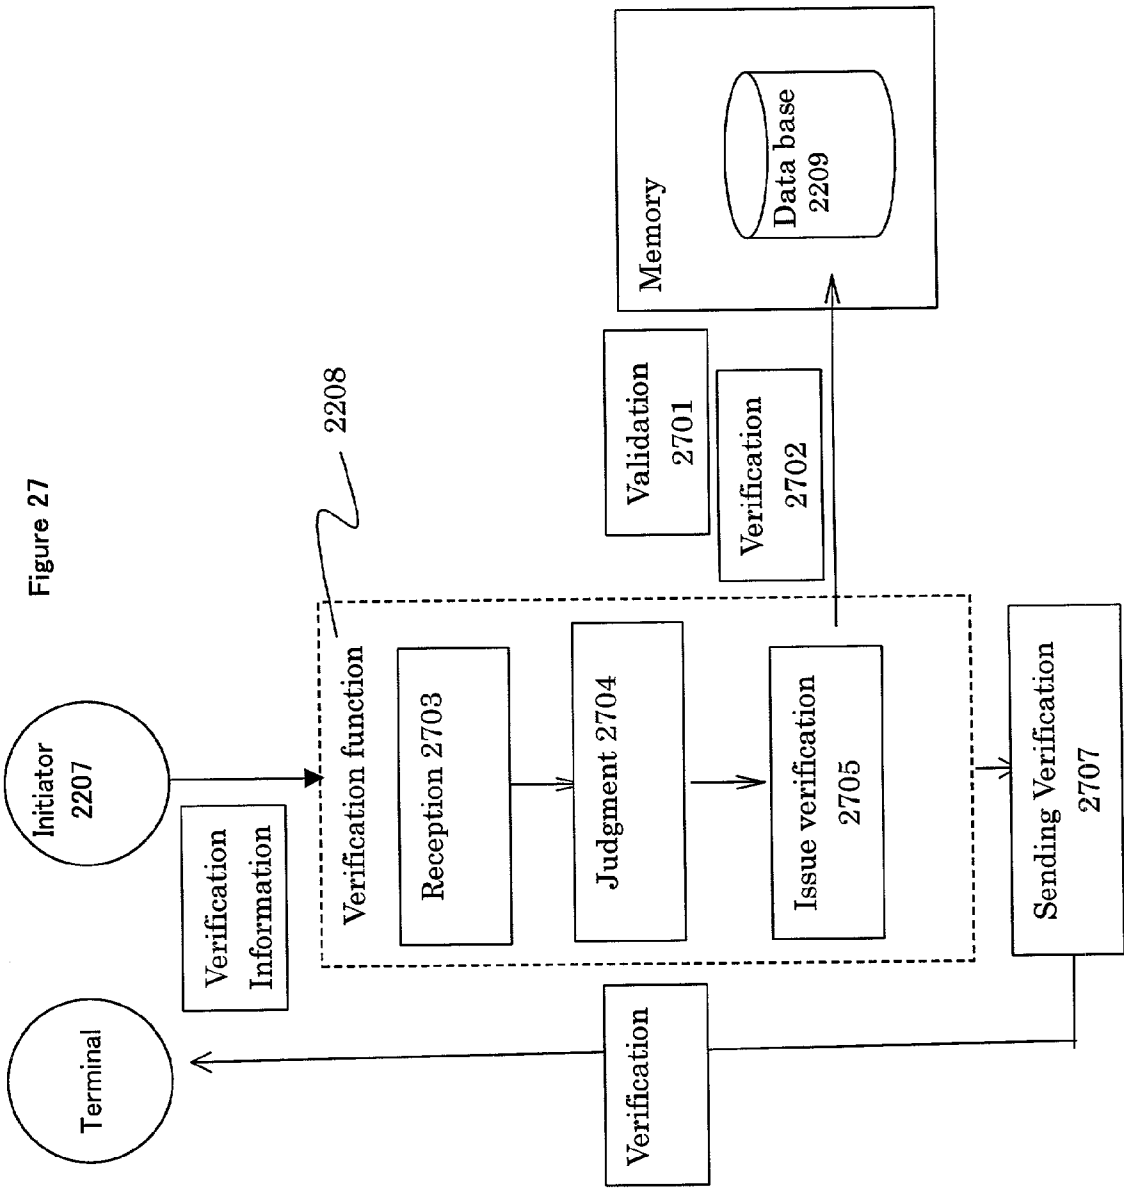 Figure 27
Terminal
Initiator
2207
Verification
Information
Verification function
2208
Reception 2703
Judgment 2704
Issue verification
2705
Validation
2701
Verification
2702
Memory
Data base
2209
Verification
Sending Verification
2707